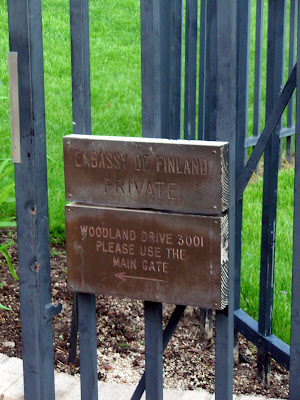 EMBASSY OF FINLAND
PRIVATE
WOODLAND DRIVE 3001
PLEASE USE THE
MAIN GATE